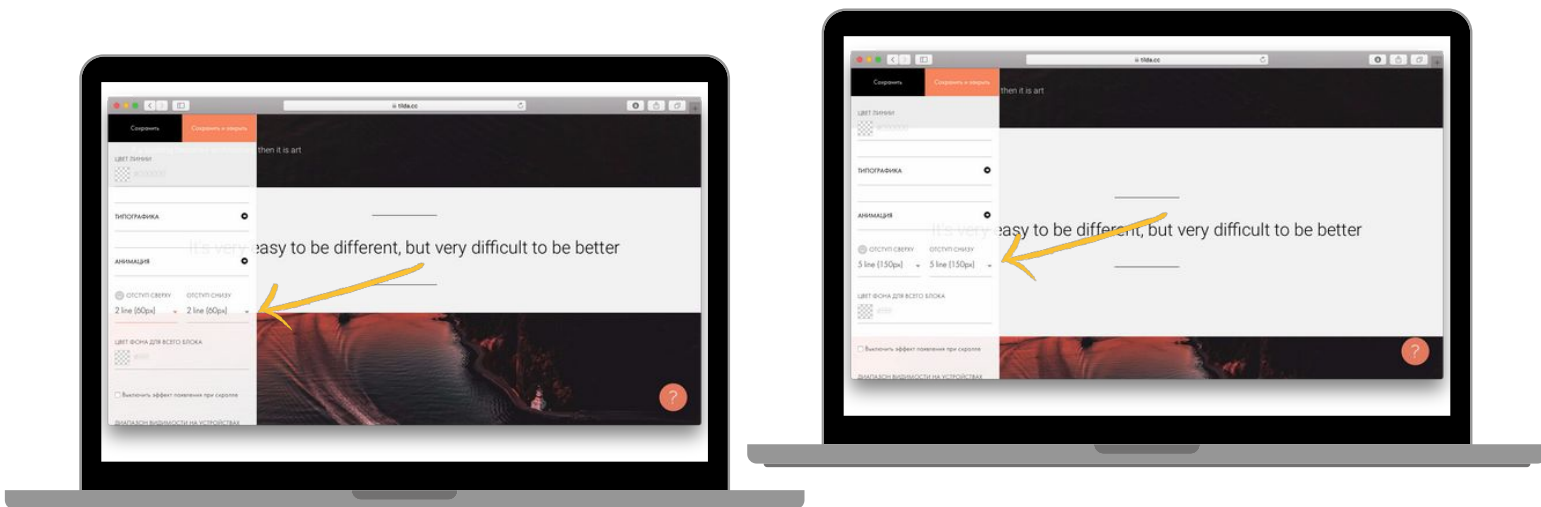 tilda.cc
Сохранить
Сохранить и закрыть
then it is art
ЦВЕТ ЛИНИИ
ТИПОГРАФИКА
АНИМАЦИЯ
It's very easy to be different, but very difficult to be better
ОТСТУП СВЕРХУ ОТСТУП СНИЗУ
2 line (60px) 2 line (60px)
ЦВЕТ ФОНА ДЛЯ ВСЕГО БЛОКА
#ffffff
Выключить эффект появления при скролле
ДИАПАЗОН ВИДИМОСТИ НА УСТРОЙСТВАХ
?
tilda.cc
Сохранить
Сохранить и закрыть
then it is art
ЦВЕТ ЛИНИИ
ТИПОГРАФИКА
АНИМАЦИЯ
It's very easy to be different, but very difficult to be better
ОТСТУП СВЕРХУ ОТСТУП СНИЗУ
5 line (150px) 5 line (150px)
ЦВЕТ ФОНА ДЛЯ ВСЕГО БЛОКА
Выключить эффект появления при скролле
ДИАПАЗОН ВИДИМОСТИ НА УСТРОЙСТВАХ
?